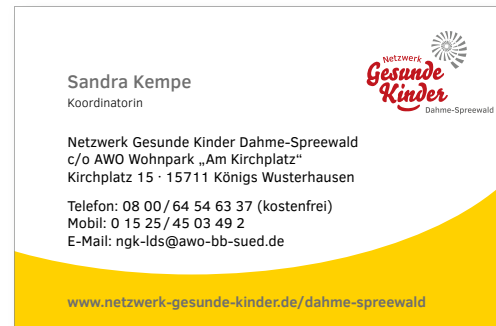 Netzwerk
Gesunde
Kinder
Dahme-Spreewald
Sandra Kempe
Koordinatorin
Netzwerk Gesunde Kinder Dahme-Spreewald
c/o AWO Wohnpark „Am Kirchplatz“
Kirchplatz 15 · 15711 Königs Wusterhausen
Telefon: 08 00/64 54 63 37 (kostenfrei)
Mobil: 0 15 25/45 03 49 2
E-Mail: ngk-lds@awo-bb-sued.de
www.netzwerk-gesunde-kinder.de/dahme-spreewald